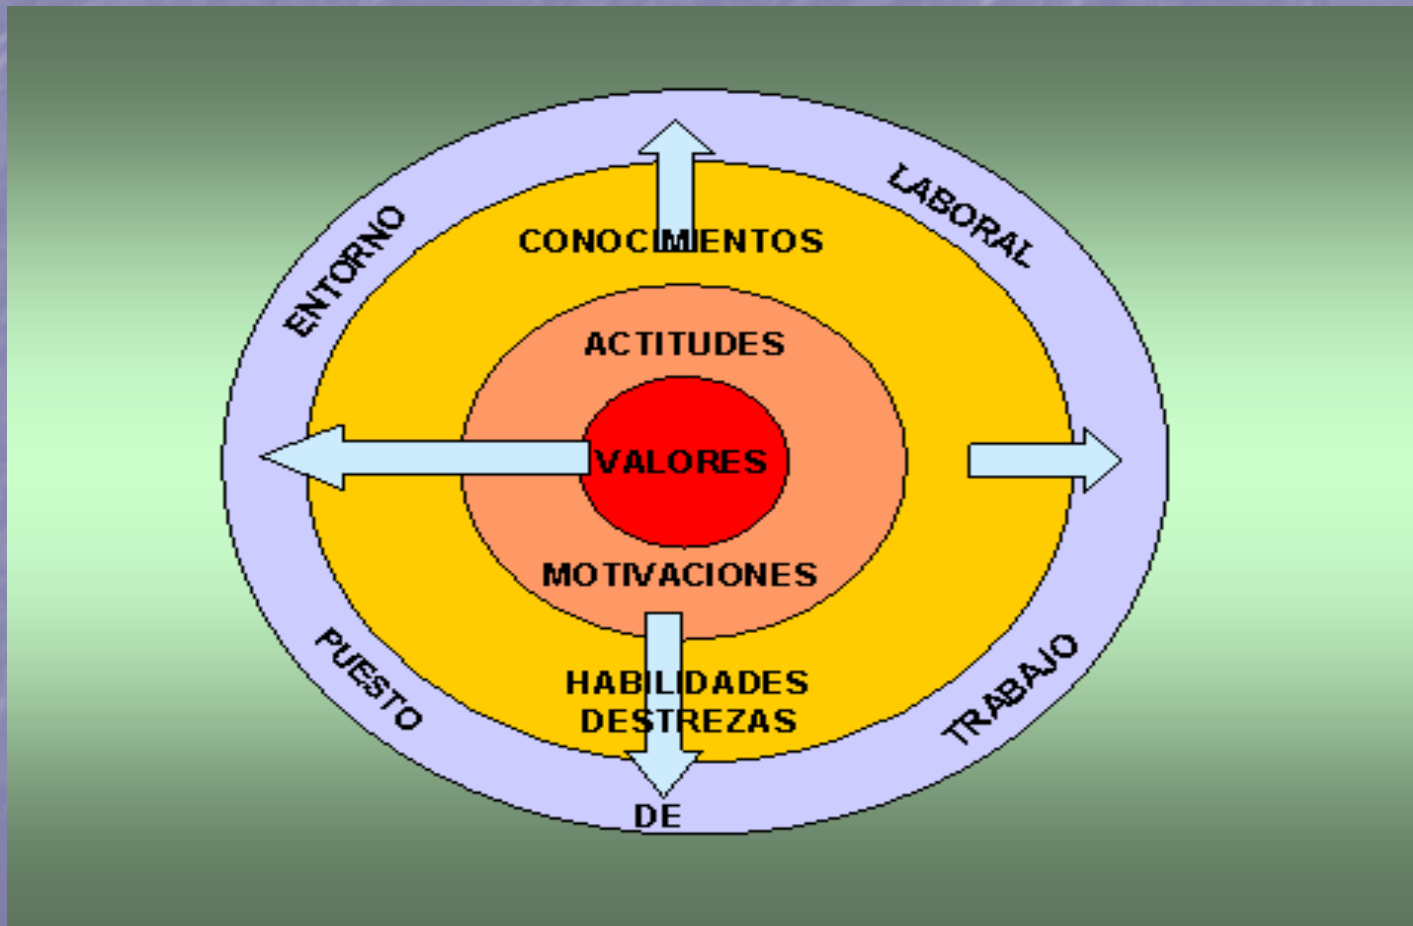 ENTORNO
LABORAL
CONOCIMIENTOS
ACTITUDES
VALORES
MOTIVACIONES
HABILIDADES
DESTREZAS
PUESTO
DE
TRABAJO